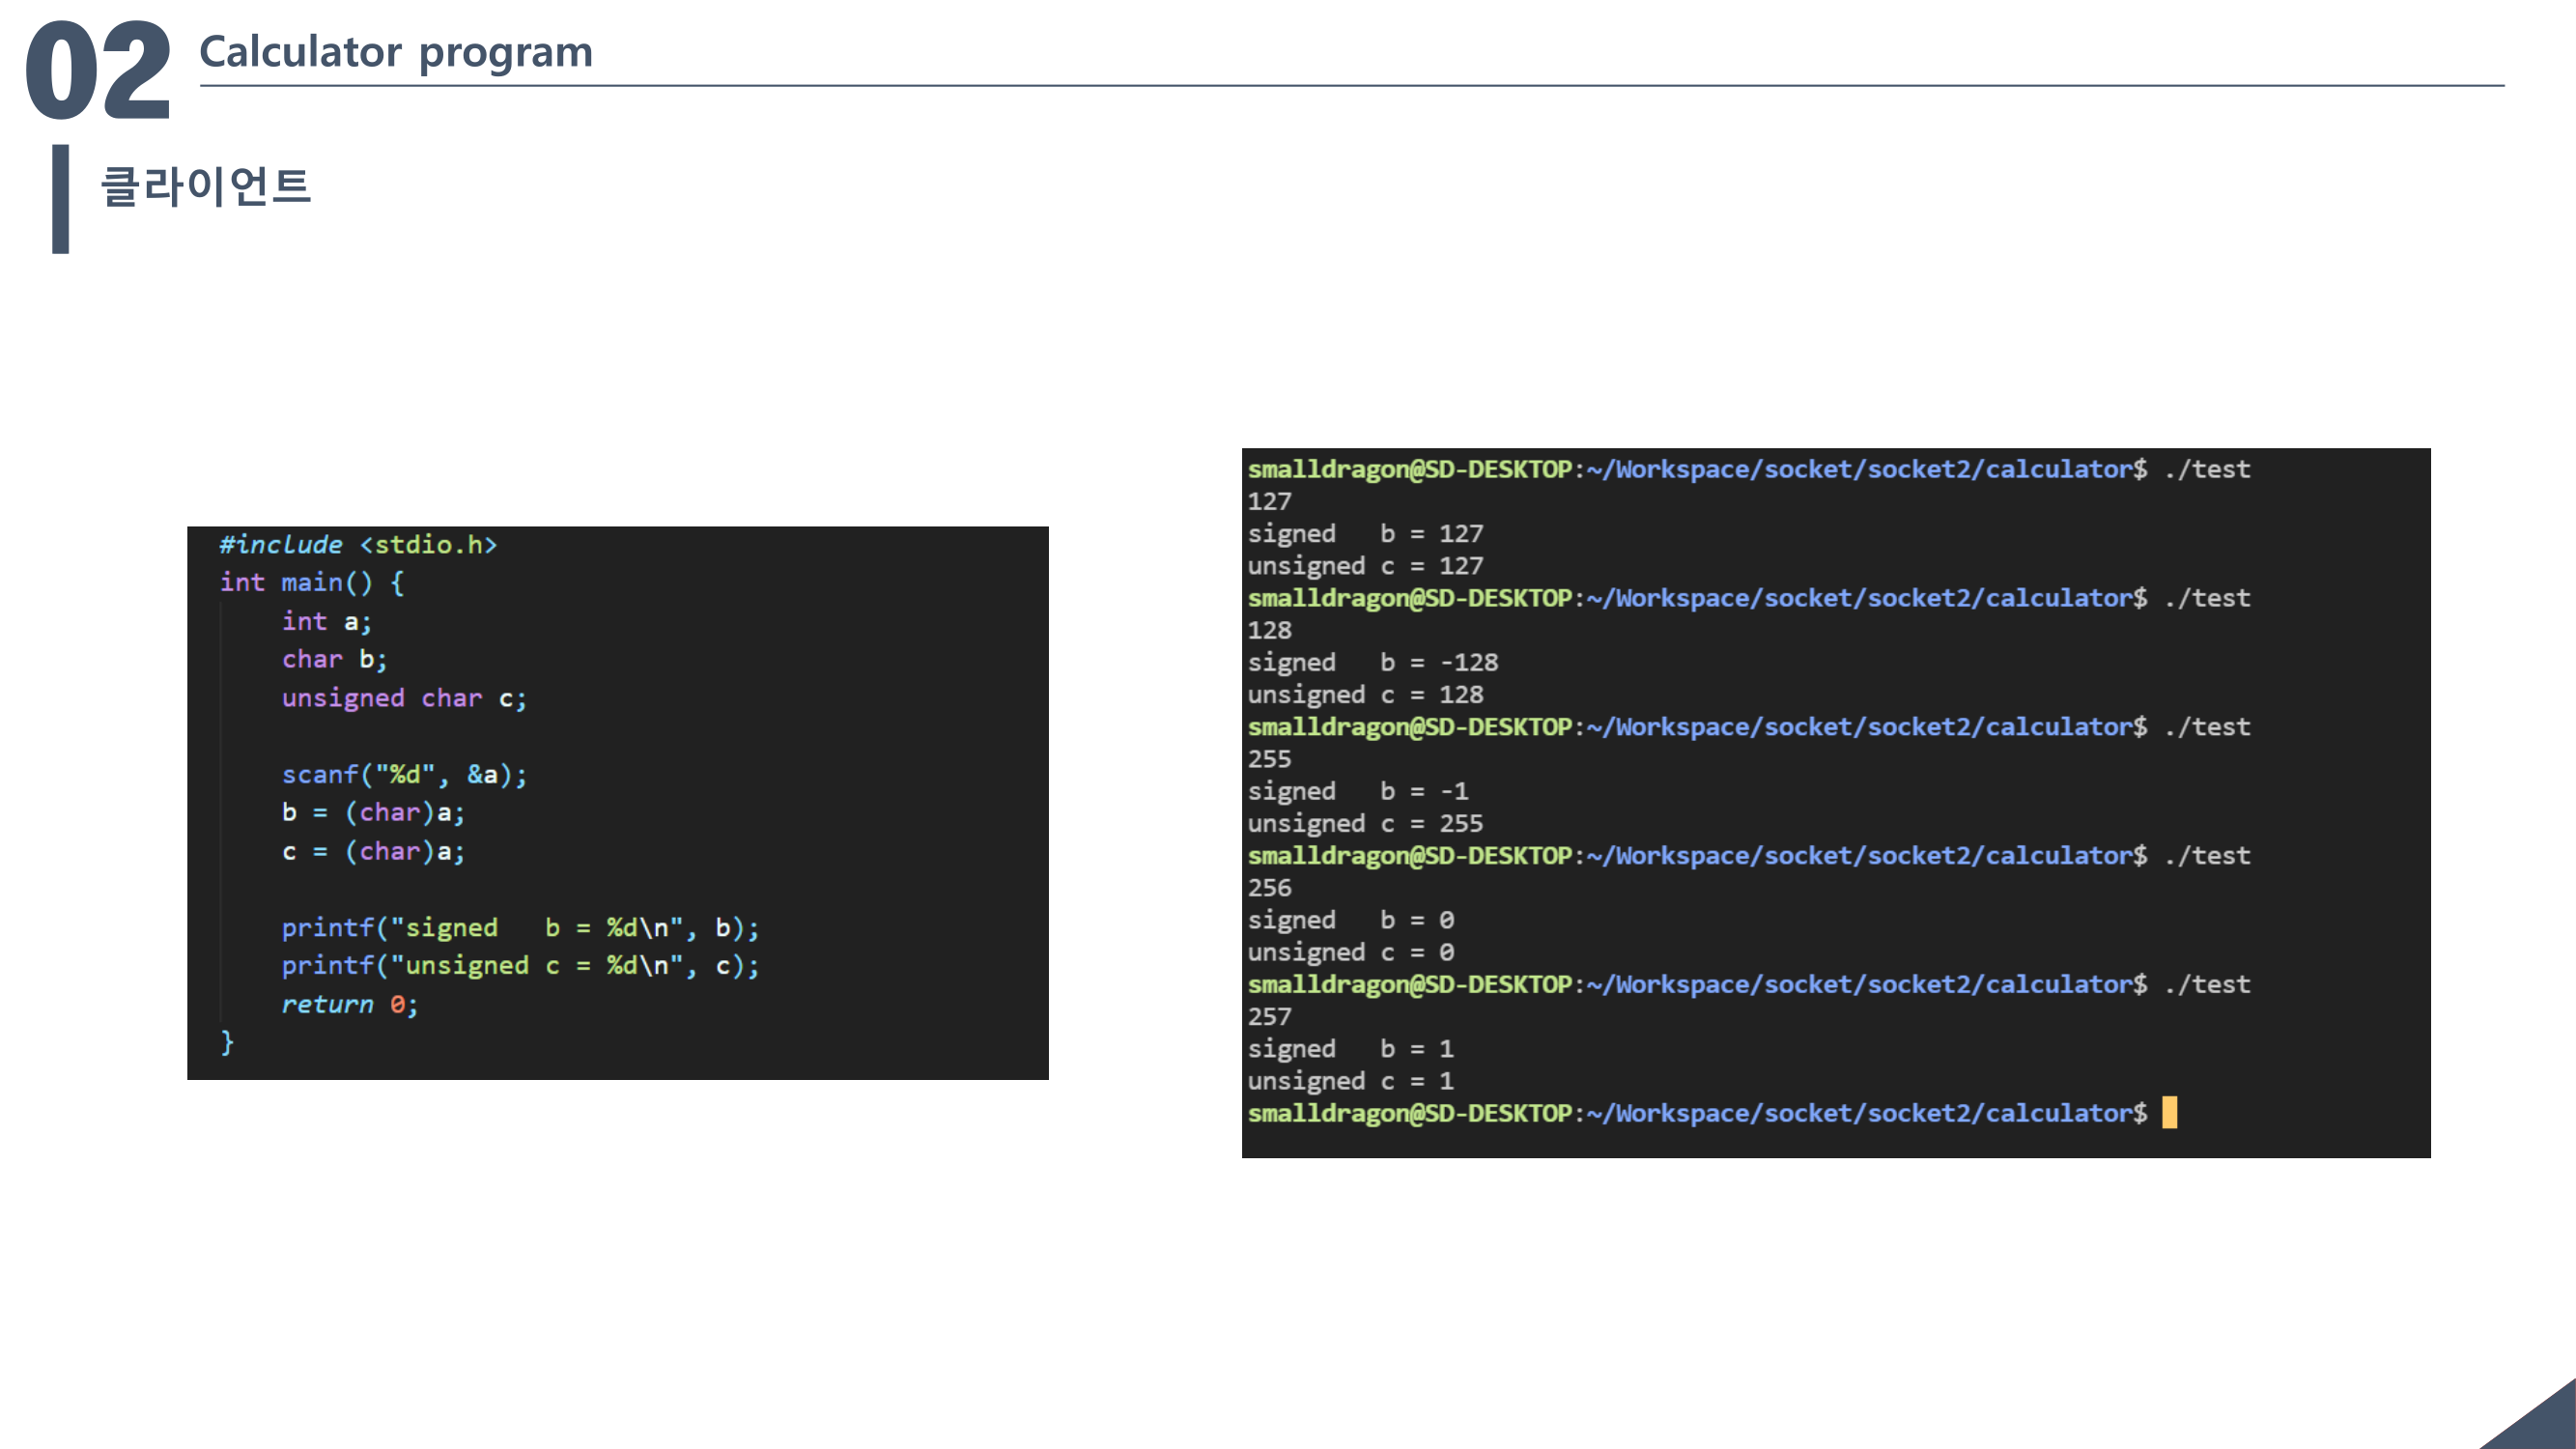 02
Calculator program
클라이언트
#include <stdio.h>
int main() {
    int a;
    char b;
    unsigned char c;
    scanf("%d", &a);
    b = (char)a;
    c = (char)a;
    printf("signed   b = %d\n", b);
    printf("unsigned c = %d\n", c);
    return 0;
}
smalldragon@SD-DESKTOP:~/Workspace/socket/socket2/calculator$ ./test
127
signed   b = 127
unsigned c = 127
smalldragon@SD-DESKTOP:~/Workspace/socket/socket2/calculator$ ./test
128
signed   b = -128
unsigned c = 128
smalldragon@SD-DESKTOP:~/Workspace/socket/socket2/calculator$ ./test
255
signed   b = -1
unsigned c = 255
smalldragon@SD-DESKTOP:~/Workspace/socket/socket2/calculator$ ./test
256
signed   b = 0
unsigned c = 0
smalldragon@SD-DESKTOP:~/Workspace/socket/socket2/calculator$ ./test
257
signed   b = 1
unsigned c = 1
smalldragon@SD-DESKTOP:~/Workspace/socket/socket2/calculator$